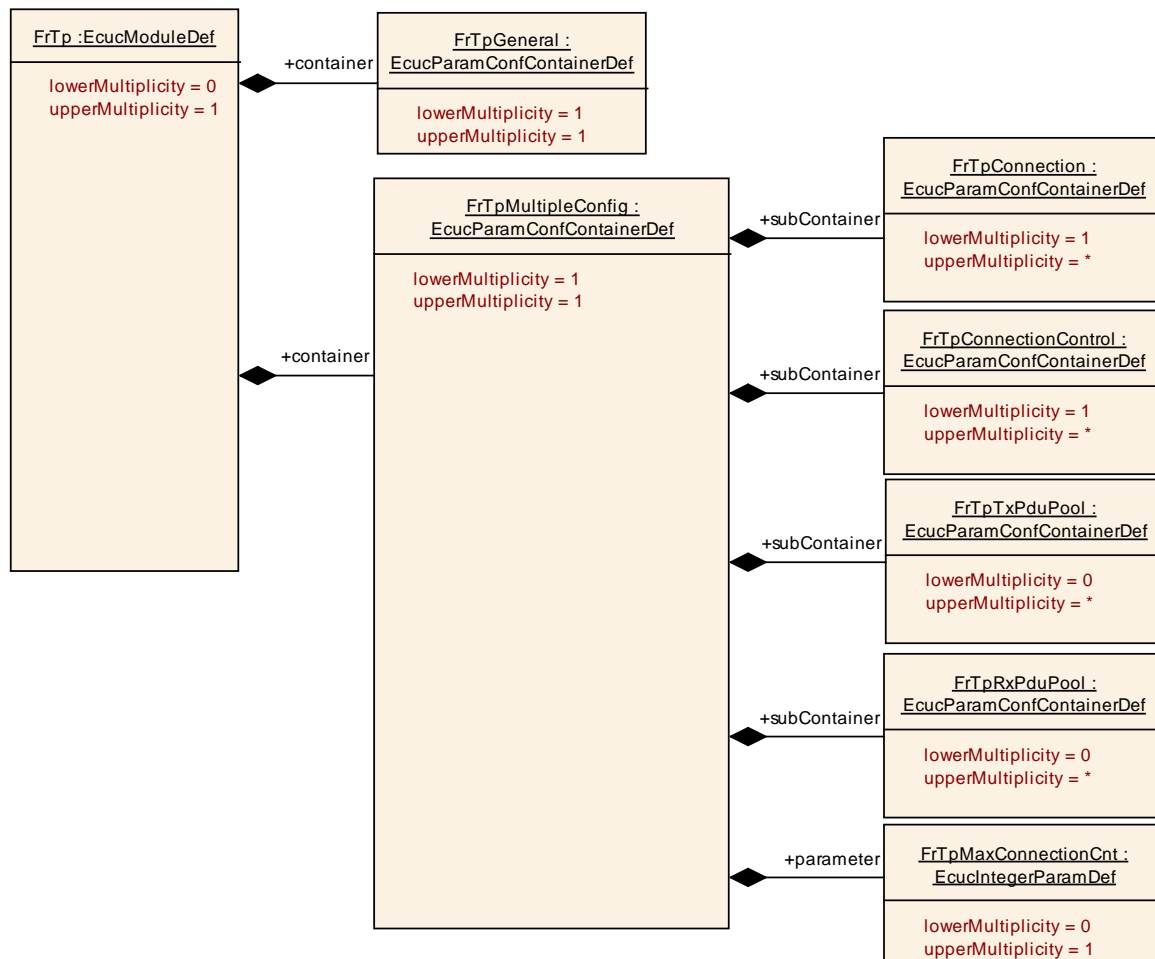 FrTp :EcucModuleDef
lowerMultiplicity = 0
upperMultiplicity = 1
+container
FrTpGeneral :
EcucParamConfContainerDef
lowerMultiplicity = 1
upperMultiplicity = 1
+container
FrTpMultipleConfig :
EcucParamConfContainerDef
lowerMultiplicity = 1
upperMultiplicity = 1
+subContainer
FrTpConnection :
EcucParamConfContainerDef
lowerMultiplicity = 1
upperMultiplicity = *
+subContainer
FrTpConnectionControl :
EcucParamConfContainerDef
lowerMultiplicity = 1
upperMultiplicity = *
+subContainer
FrTpTxPduPool :
EcucParamConfContainerDef
lowerMultiplicity = 0
upperMultiplicity = *
+subContainer
FrTpRxPduPool :
EcucParamConfContainerDef
lowerMultiplicity = 0
upperMultiplicity = *
+parameter
FrTpMaxConnectionCnt :
EcucIntegerParamDef
lowerMultiplicity = 0
upperMultiplicity = 1